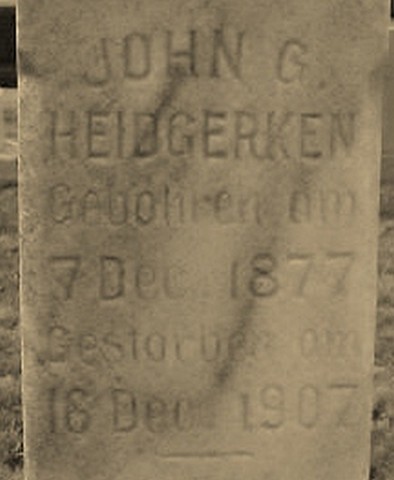 JOHN G.
HEIDGERKEN
Gebohren am
7 Dec. 1877
Gestorben am
16 Dec. 1907